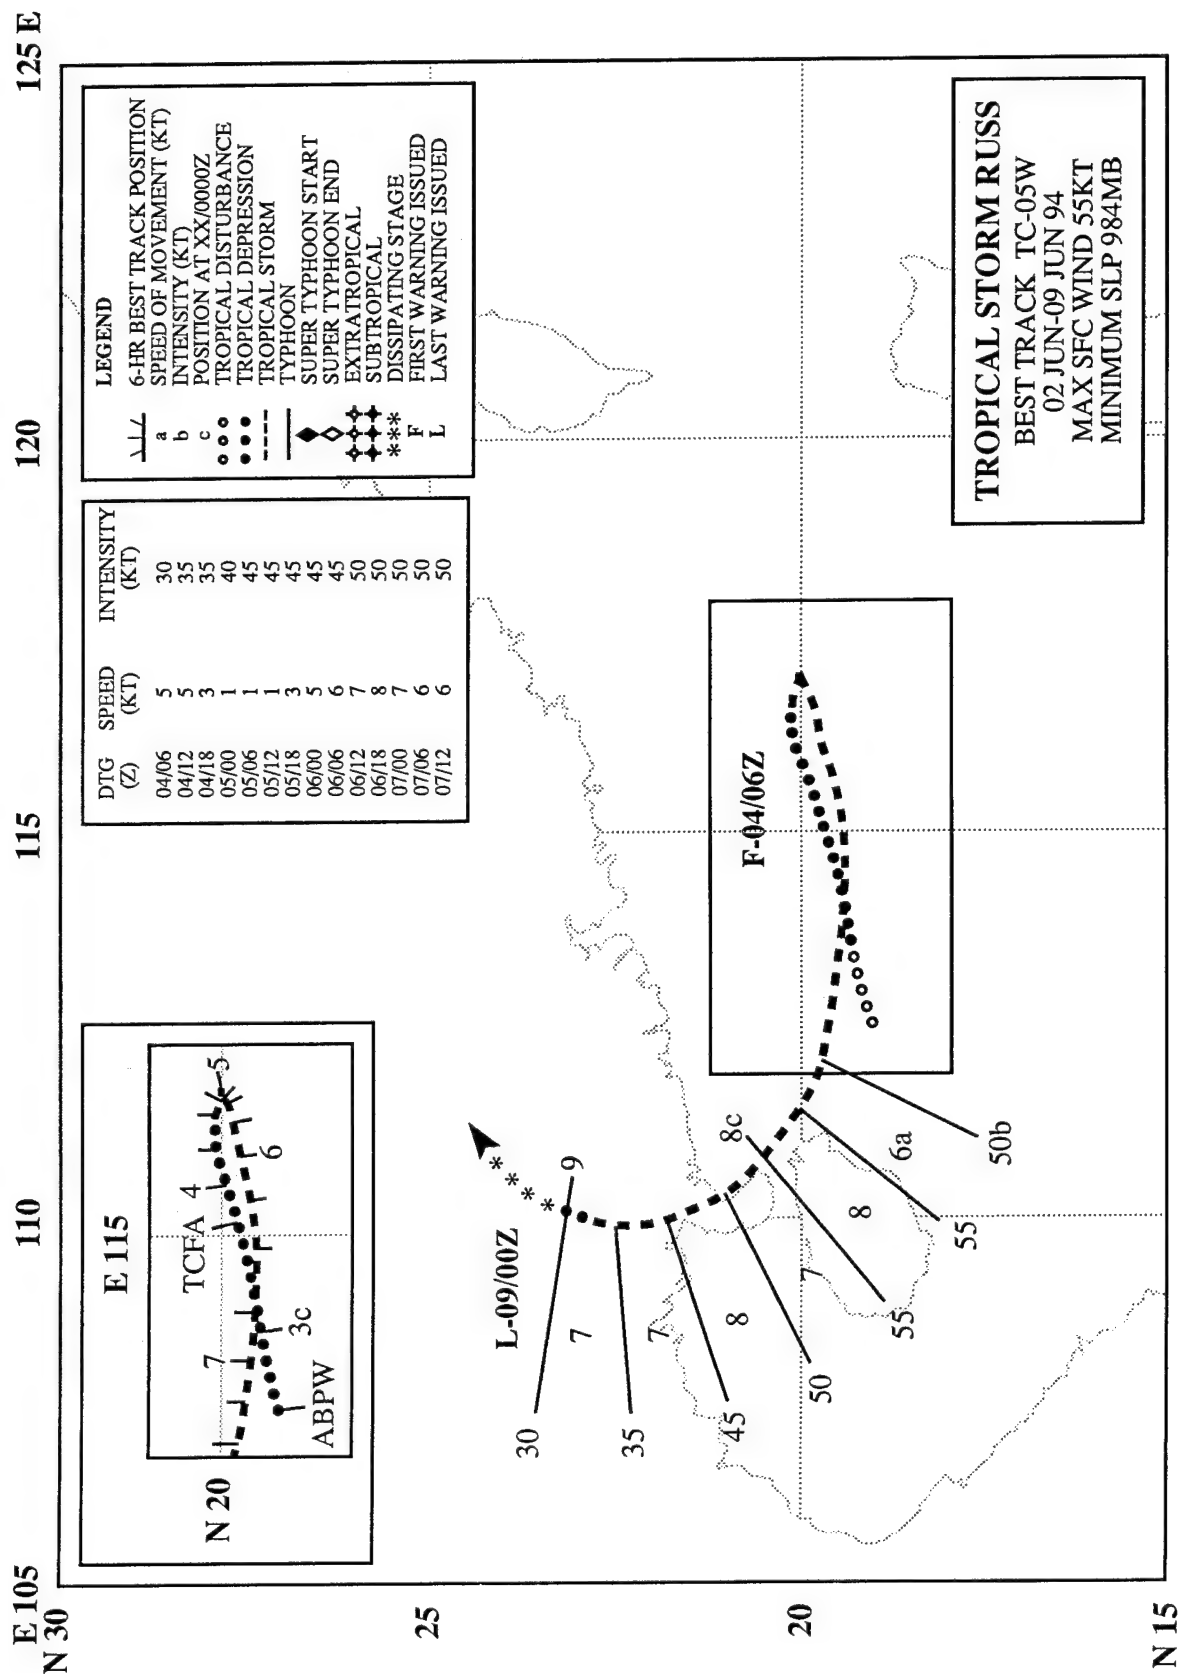 E 105
110
115
120
125 E
N 30
25
20
N 15
E 115
N 20
TCFA
ABPW
3c
4
5
6
7
DTG SPEED INTENSITY
(Z) (KT) (KT)
04/06 5 30
04/12 5 35
04/18 3 35
05/00 1 40
05/06 1 45
05/12 1 45
05/18 3 45
06/00 5 45
06/06 6 45
06/12 7 50
06/18 8 50
07/00 7 50
07/06 6 50
07/12 6 50
LEGEND
6-HR BEST TRACK POSITION
a SPEED OF MOVEMENT (KT)
b INTENSITY (KT)
c POSITION AT XX/0000Z
TROPICAL DISTURBANCE
TROPICAL DEPRESSION
TROPICAL STORM
TYPHOON
SUPER TYPHOON START
SUPER TYPHOON END
EXTRATROPICAL
SUBTROPICAL
*** DISSIPATING STAGE
F FIRST WARNING ISSUED
L LAST WARNING ISSUED
L-09/00Z
9
30
7
35
7
45
8
50
7
8c
55
8
55
6a
50b
F-04/06Z
TROPICAL STORM RUSS
BEST TRACK TC-05W
02 JUN-09 JUN 94
MAX SFC WIND 55KT
MINIMUM SLP 984MB